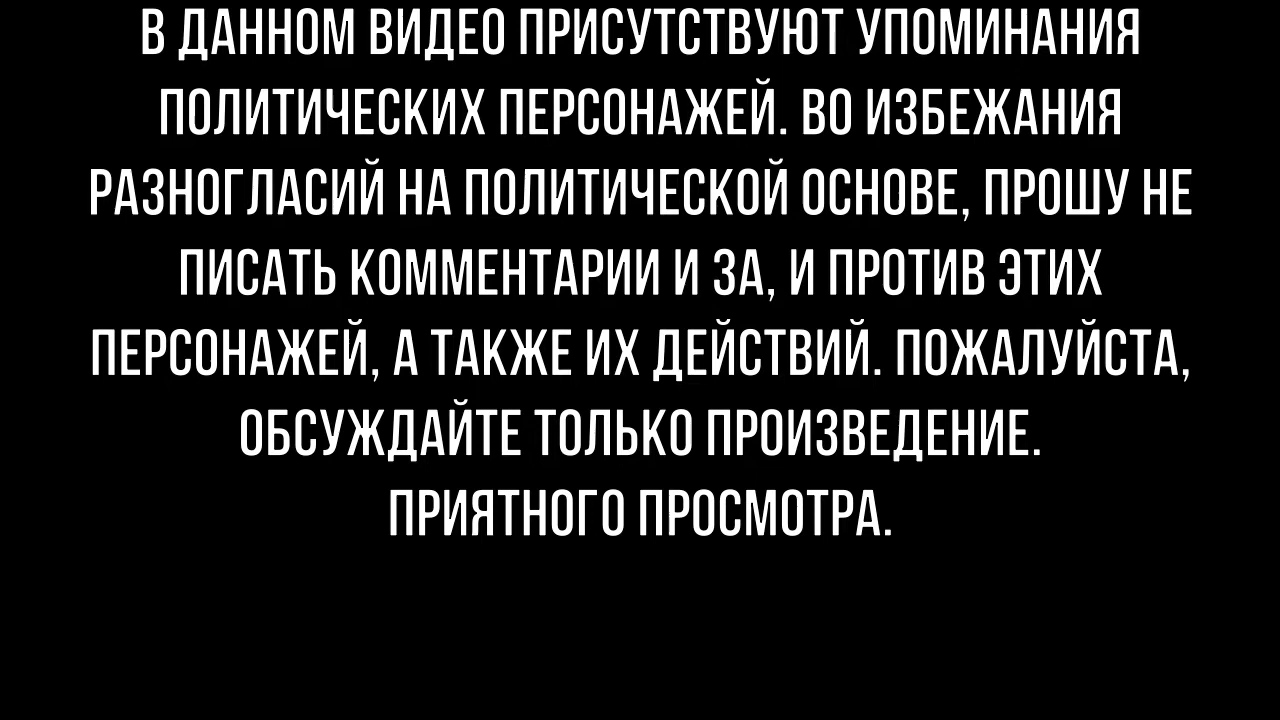 В ДАННОМ ВИДЕО ПРИСУТСТВУЮТ УПОМИНАНИЯ
ПОЛИТИЧЕСКИХ ПЕРСОНАЖЕЙ. ВО ИЗБЕЖАНИЯ
РАЗНОГЛАСИЙ НА ПОЛИТИЧЕСКОЙ ОСНОВЕ, ПРОШУ НЕ
ПИСАТЬ КОММЕНТАРИИ И ЗА, И ПРОТИВ ЭТИХ
ПЕРСОНАЖЕЙ, А ТАКЖЕ ИХ ДЕЙСТВИЙ. ПОЖАЛУЙСТА,
ОБСУЖДАЙТЕ ТОЛЬКО ПРОИЗВЕДЕНИЕ.
ПРИЯТНОГО ПРОСМОТРА.